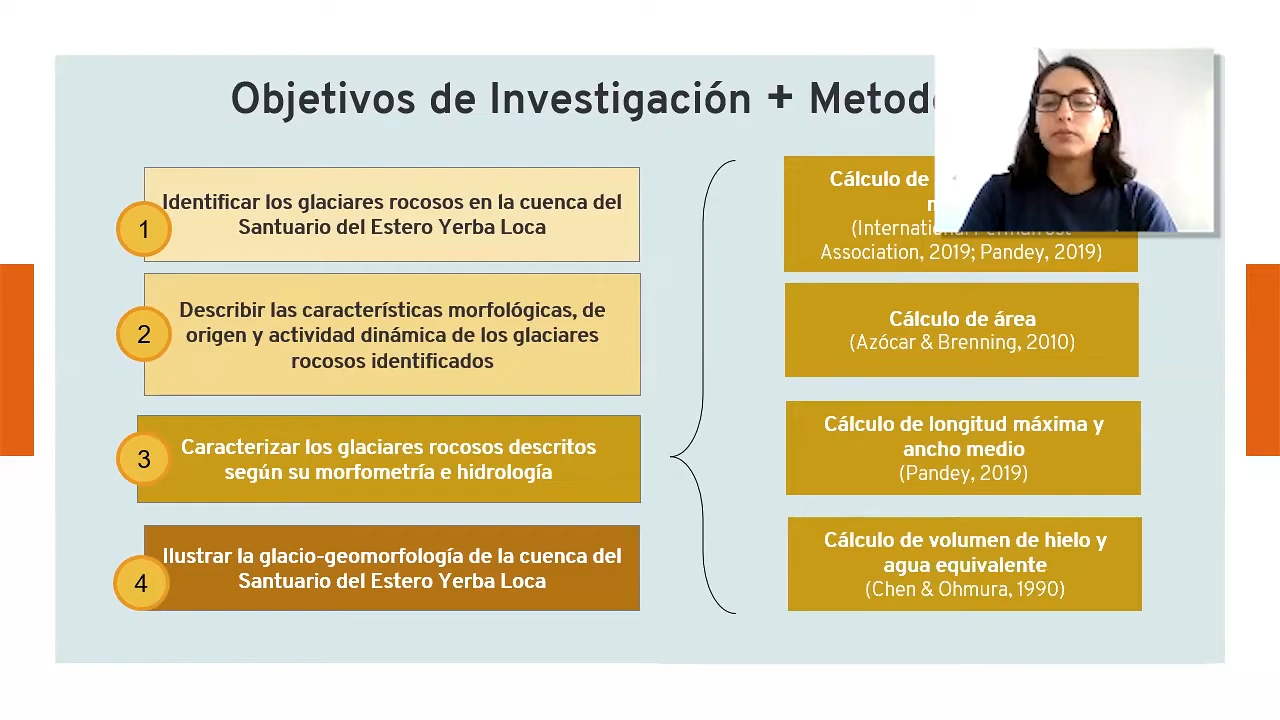 Objetivos de Investigación + Metod
1
Identificar los glaciares rocosos en la cuenca del
Santuario del Estero Yerba Loca
2
Describir las características morfológicas, de
origen y actividad dinámica de los glaciares
rocosos identificados
3
Caracterizar los glaciares rocosos descritos
según su morfometría e hidrología
4
Ilustrar la glacio-geomorfología de la cuenca del
Santuario del Estero Yerba Loca
Cálculo de
(International Permafrost
Association, 2019; Pandey, 2019)
Cálculo de área
(Azócar & Brenning, 2010)
Cálculo de longitud máxima y
ancho medio
(Pandey, 2019)
Cálculo de volumen de hielo y
agua equivalente
(Chen & Ohmura, 1990)